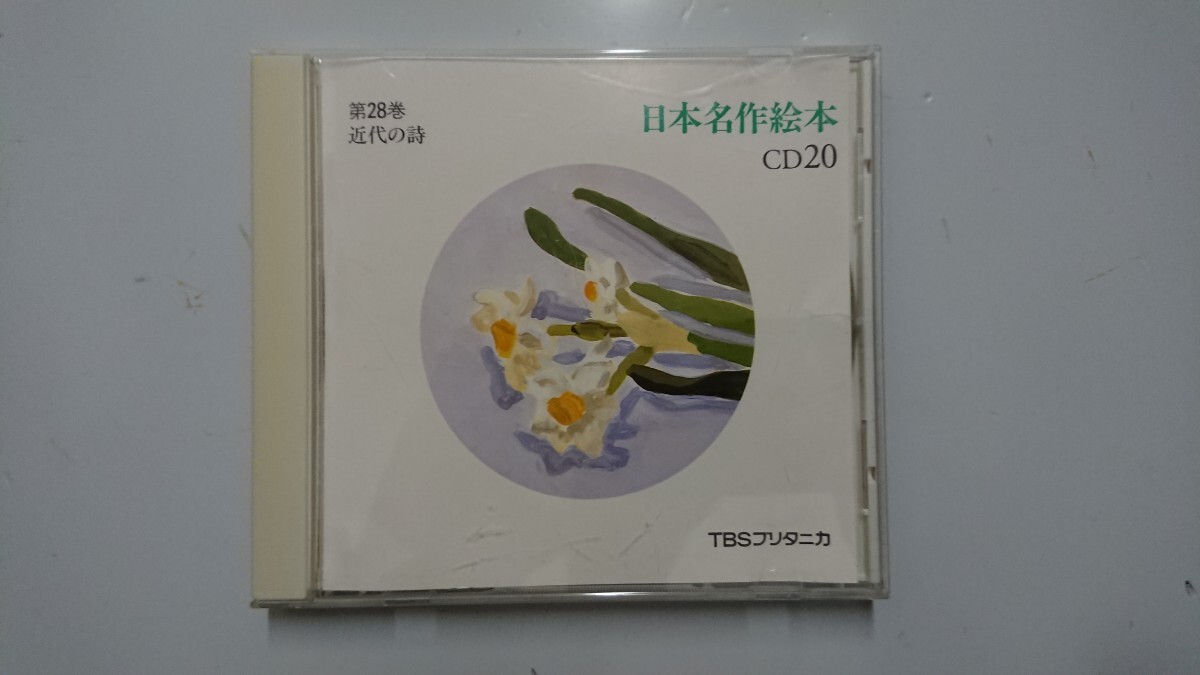 第28巻
近代の詩
日本名作絵本
CD20
TBSブリタニカ